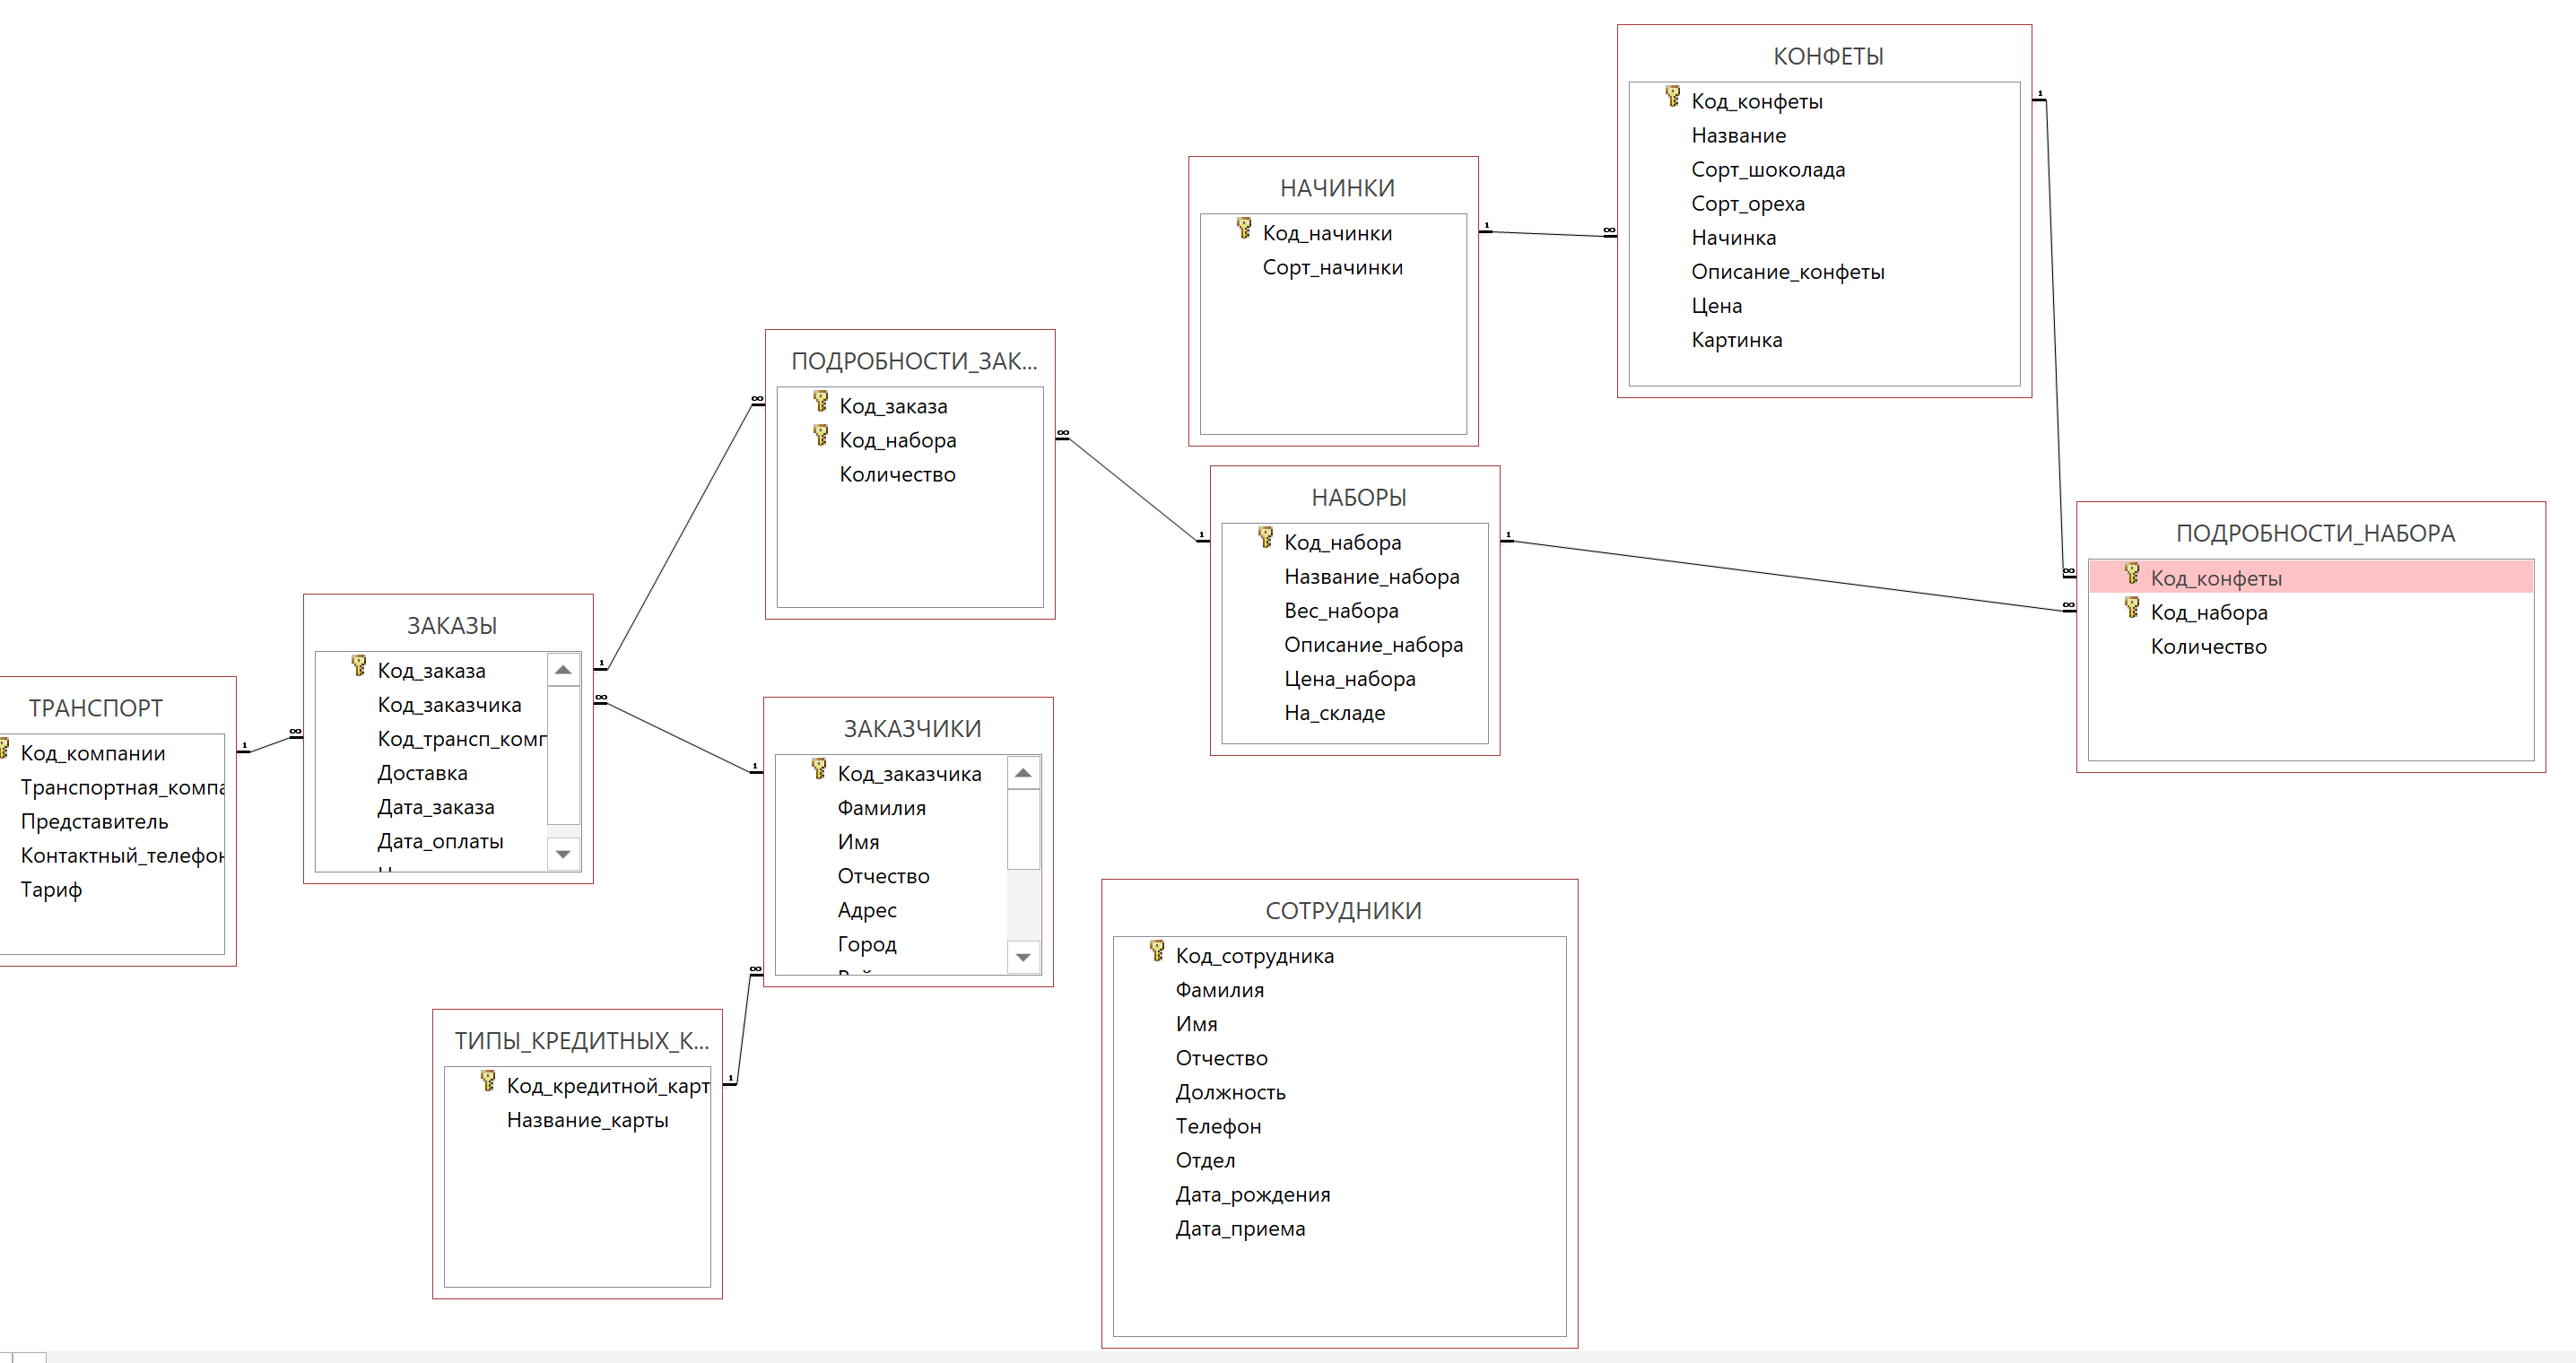 КОНФЕТЫ
Код_конфеты
Название
Сорт_шоколада
Сорт_ореха
Начинка
Описание_конфеты
Цена
Картинка
НАЧИНКИ
Код_начинки
Сорт_начинки
ПОДРОБНОСТИ_ЗАК...
Код_заказа
Код_набора
Количество
НАБОРЫ
Код_набора
Название_набора
Вес_набора
Описание_набора
Цена_набора
На_складе
ПОДРОБНОСТИ_НАБОРА
Код_конфеты
Код_набора
Количество
ЗАКАЗЫ
Код_заказа
Код_заказчика
Код_трансп_комп
Доставка
Дата_заказа
Дата_оплаты
ТРАНСПОРТ
Код_компании
Транспортная_компа
Представитель
Контактный_телефон
Тариф
ЗАКАЗЧИКИ
Код_заказчика
Фамилия
Имя
Отчество
Адрес
Город
ТИПЫ_КРЕДИТНЫХ_К...
Код_кредитной_карт
Название_карты
СОТРУДНИКИ
Код_сотрудника
Фамилия
Имя
Отчество
Должность
Телефон
Отдел
Дата_рождения
Дата_приема